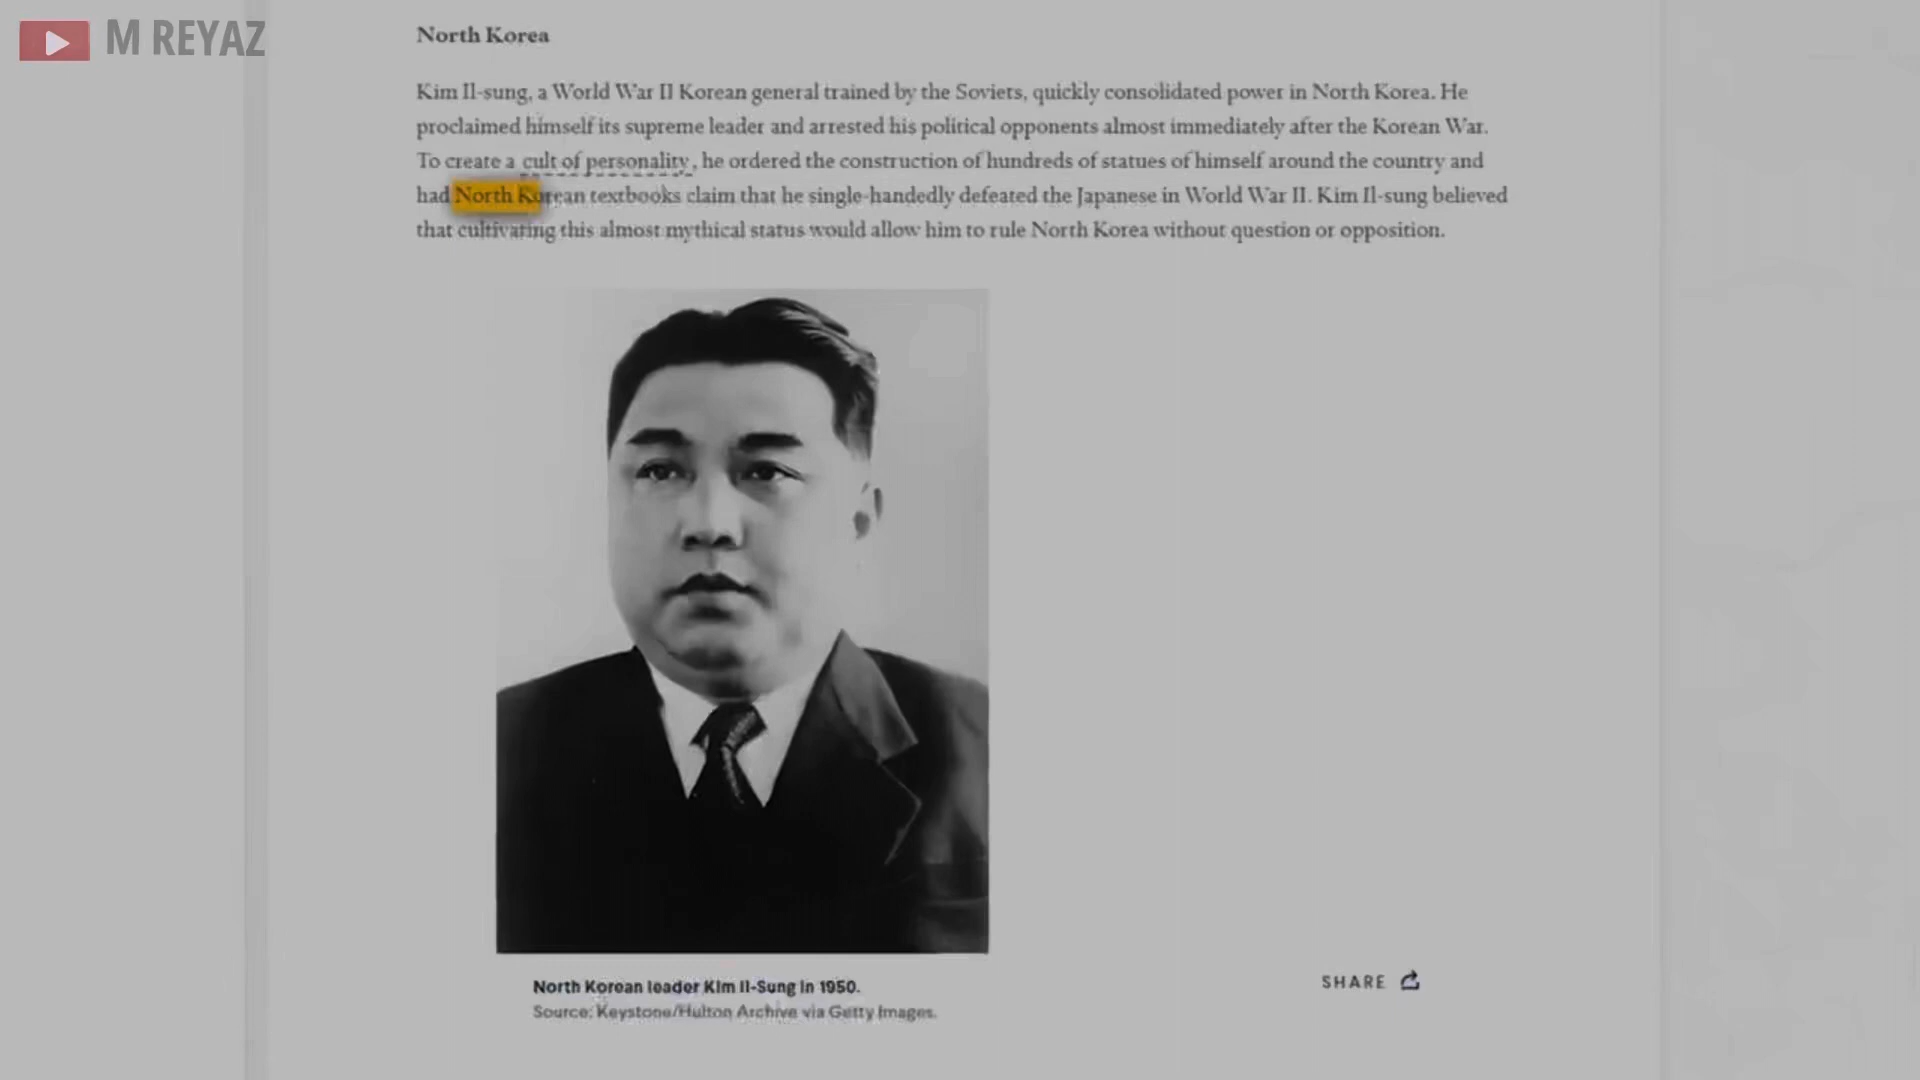 M REYAZ
North Korea
Kim Il-sung, a World War II Korean general trained by the Soviets, quickly consolidated power in North Korea. He
proclaimed himself its supreme leader and arrested his political opponents almost immediately after the Korean War.
To create a cult of personality, he ordered the construction of hundreds of statues of himself around the country and
had North Korean textbooks claim that he single-handedly defeated the Japanese in World War II. Kim Il-sung believed
that cultivating this almost mythical status would allow him to rule North Korea without question or opposition.
North Korean leader Kim Il-Sung in 1950.
Source: Keystone/Hulton Archive via Getty Images.
SHARE